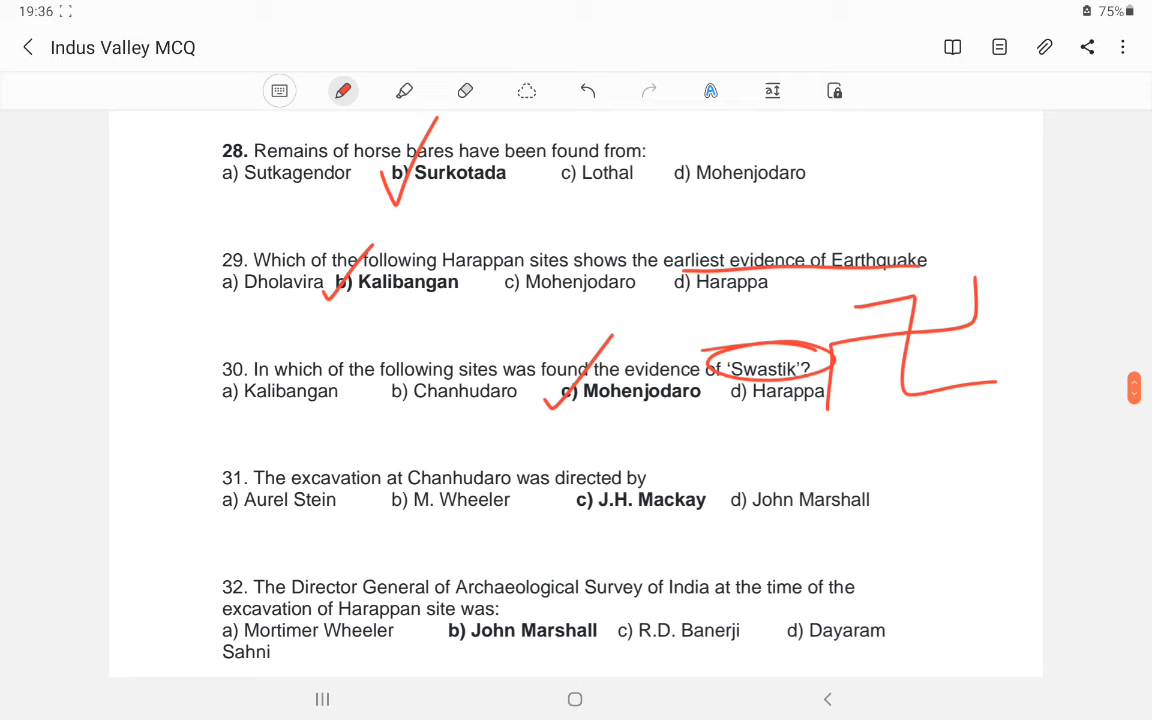 19:36
75%
Indus Valley MCQ
28. Remains of horse bares have been found from:
a) Sutkagendor b) Surkotada c) Lothal d) Mohenjodaro
29. Which of the following Harappan sites shows the earliest evidence of Earthquake
a) Dholavira b) Kalibangan c) Mohenjodaro d) Harappa
30. In which of the following sites was found the evidence of ‘Swastik’?
a) Kalibangan b) Chanhudaro c) Mohenjodaro d) Harappa
31. The excavation at Chanhudaro was directed by
a) Aurel Stein b) M. Wheeler c) J.H. Mackay d) John Marshall
32. The Director General of Archaeological Survey of India at the time of the
excavation of Harappan site was:
a) Mortimer Wheeler b) John Marshall c) R.D. Banerji d) Dayaram
Sahni